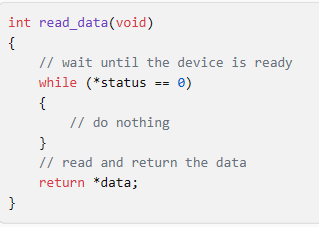 int read_data(void)
{
    // wait until the device is ready
    while (*status == 0)
    {
        // do nothing
    }
    // read and return the data
    return *data;
}